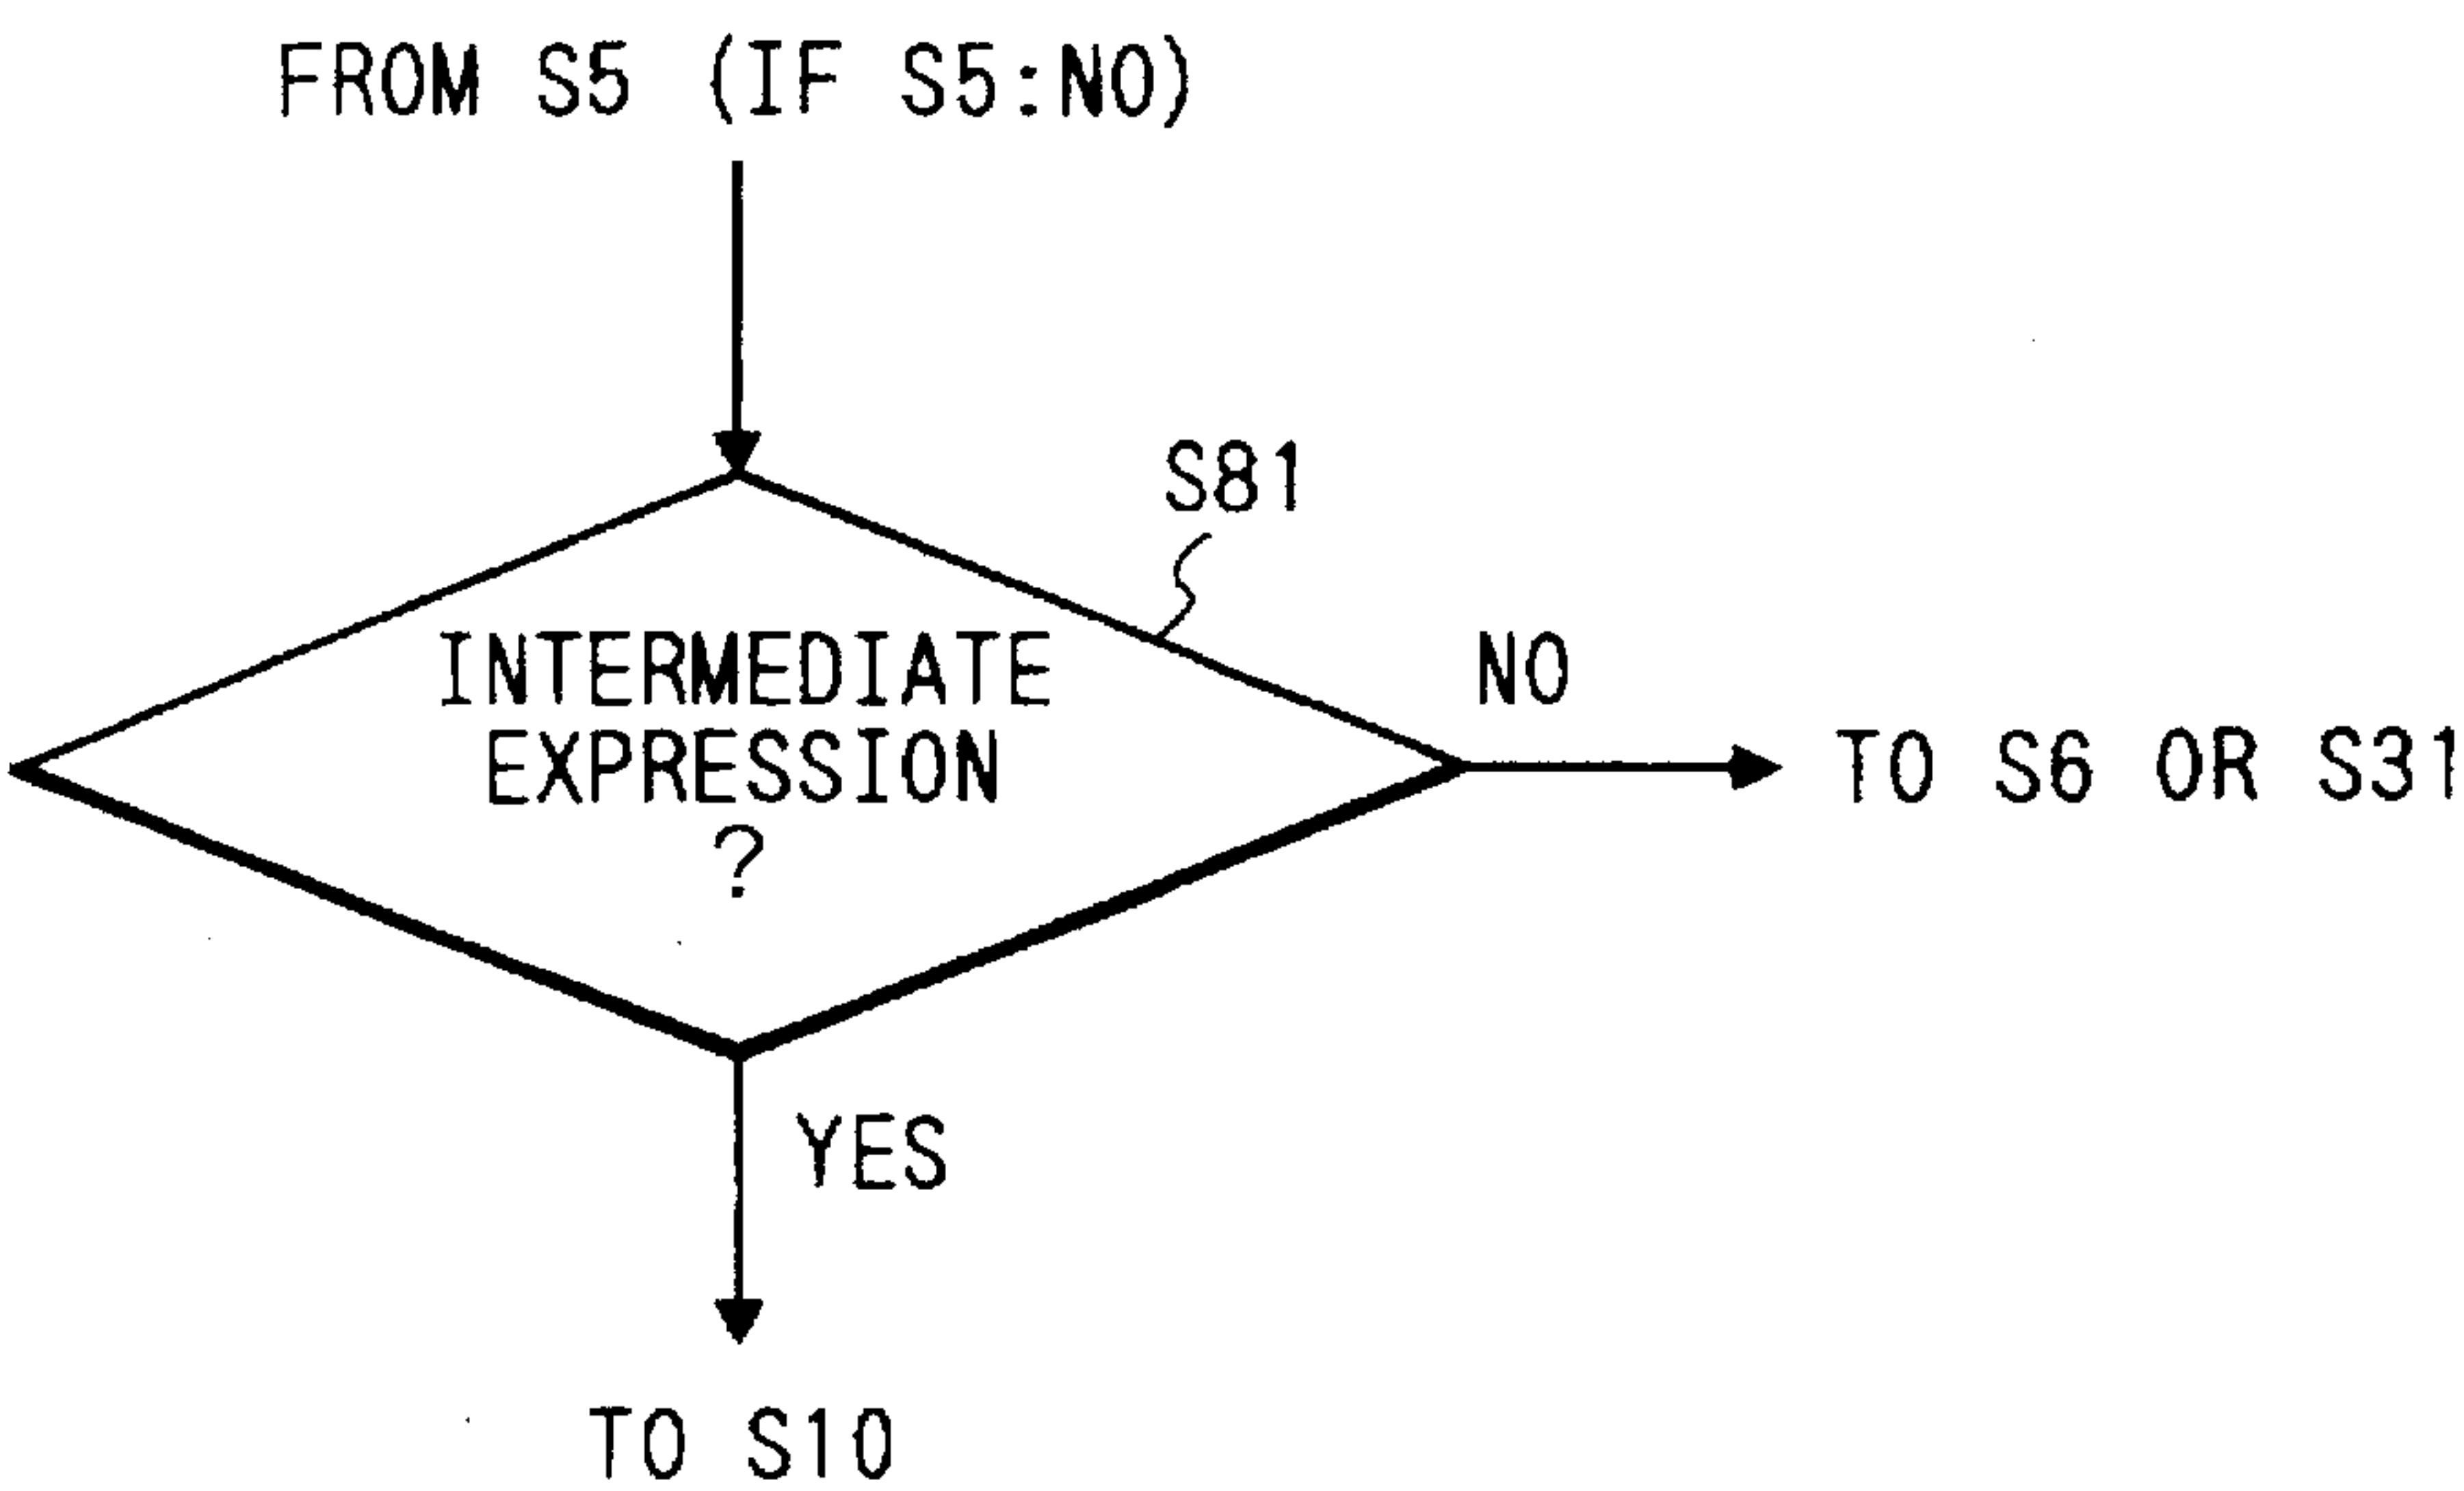 FROM S5 (IF S5:NO)
S81
INTERMEDIATE
EXPRESSION
?
NO
TO S6 OR S31
YES
TO S10